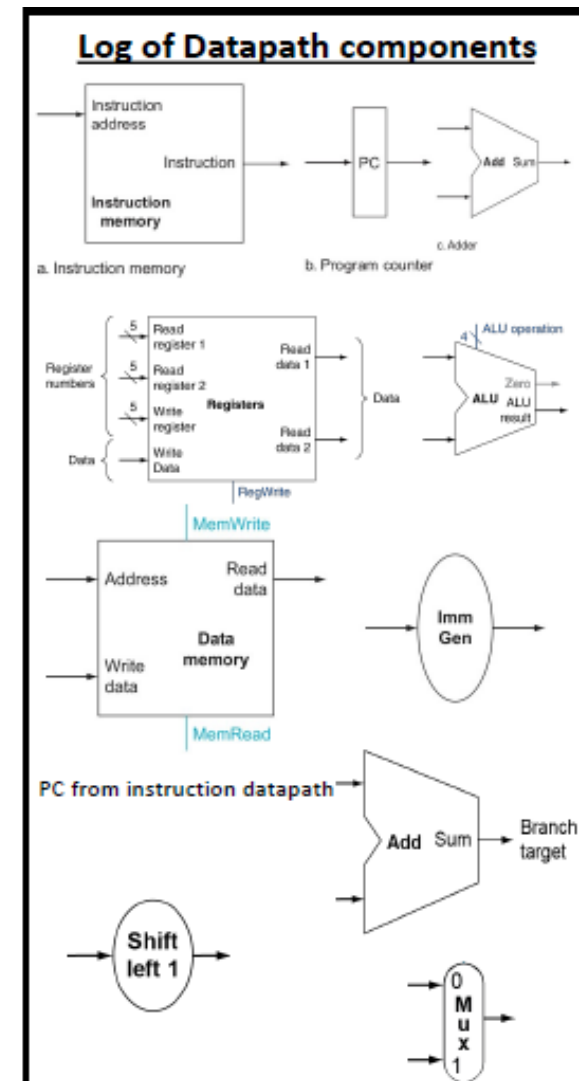 Log of Datapath components
Instruction
address
Instruction
Instruction
memory
a. Instruction memory
PC
b. Program counter
Add Sum
c. Adder
Register
numbers
Data
5
Read
register 1
5
Read
register 2
5
Write
register
Write
Data
Registers
Read
data 1
Read
data 2
Data
RegWrite
4
ALU operation
Zero
ALU
ALU
result
MemWrite
Address
Read
data
Data
memory
Write
data
MemRead
Imm
Gen
PC from instruction datapath
Add Sum
Branch
target
Shift
left 1
0
M
u
x
1